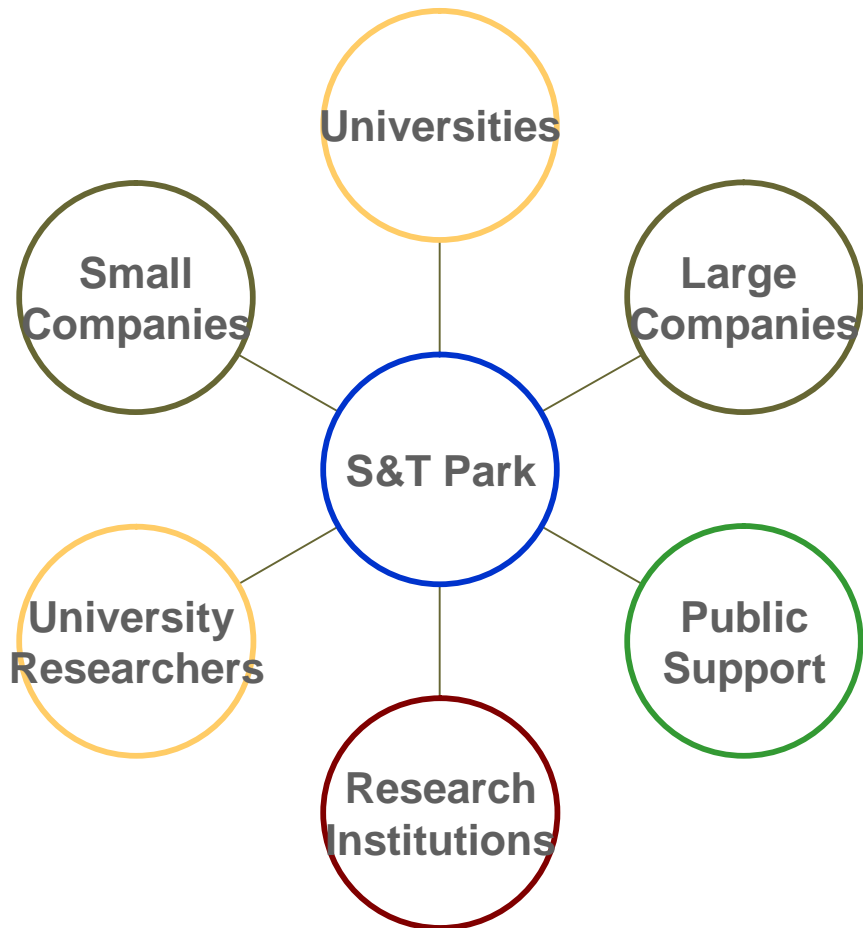 Universities
Small
Companies
Large
Companies
S&T Park
University
Researchers
Public
Support
Research
Institutions